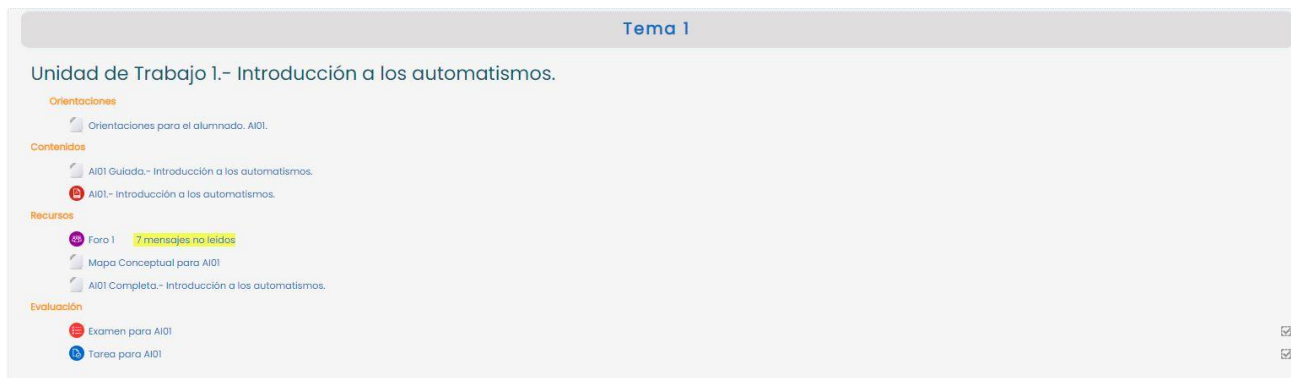 Tema 1
Unidad de Trabajo 1.- Introducción a los automatismos.
Orientaciones
Orientaciones para el alumnado. AI01.
Contenidos
AI01 Guiada.- Introducción a los automatismos.
AI01.- Introducción a los automatismos.
Recursos
Foro 1 7 mensajes no leídos
Mapa Conceptual para AI01
AI01 Completa.- Introducción a los automatismos.
Evaluación
Examen para AI01
Tarea para AI01